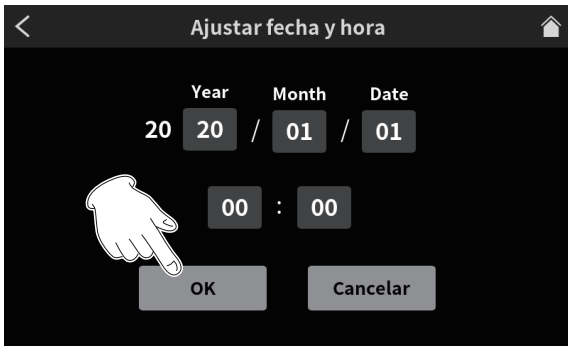 Ajustar fecha y hora
Year Month Date
20 20 / 01 / 01
00 : 00
OK Cancelar